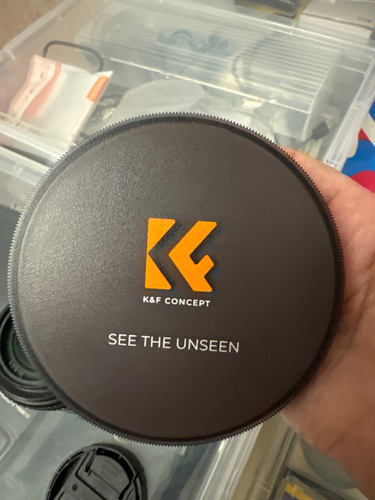 K&F CONCEPT
SEE THE UNSEEN